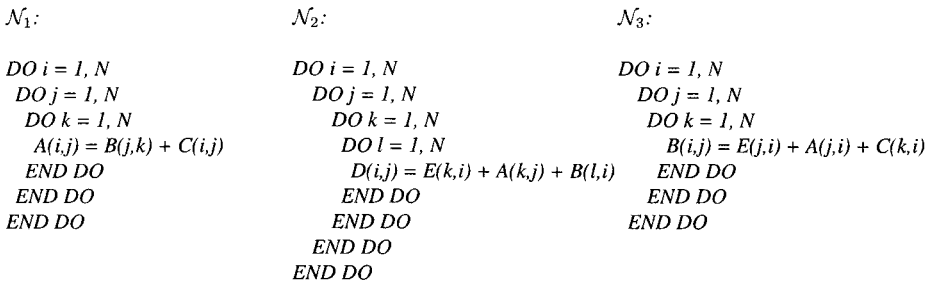 𝒩₁:
DO i = 1, N
DO j = 1, N
DO k = 1, N
A(i,j) = B(j,k) + C(i,j)
END DO
END DO
END DO
𝒩₂:
DO i = 1, N
DO j = 1, N
DO k = 1, N
DO l = 1, N
D(i,j) = E(k,i) + A(k,j) + B(l,i)
END DO
END DO
END DO
END DO
𝒩₃:
DO i = 1, N
DO j = 1, N
DO k = 1, N
B(i,j) = E(j,i) + A(j,i) + C(k,i)
END DO
END DO
END DO